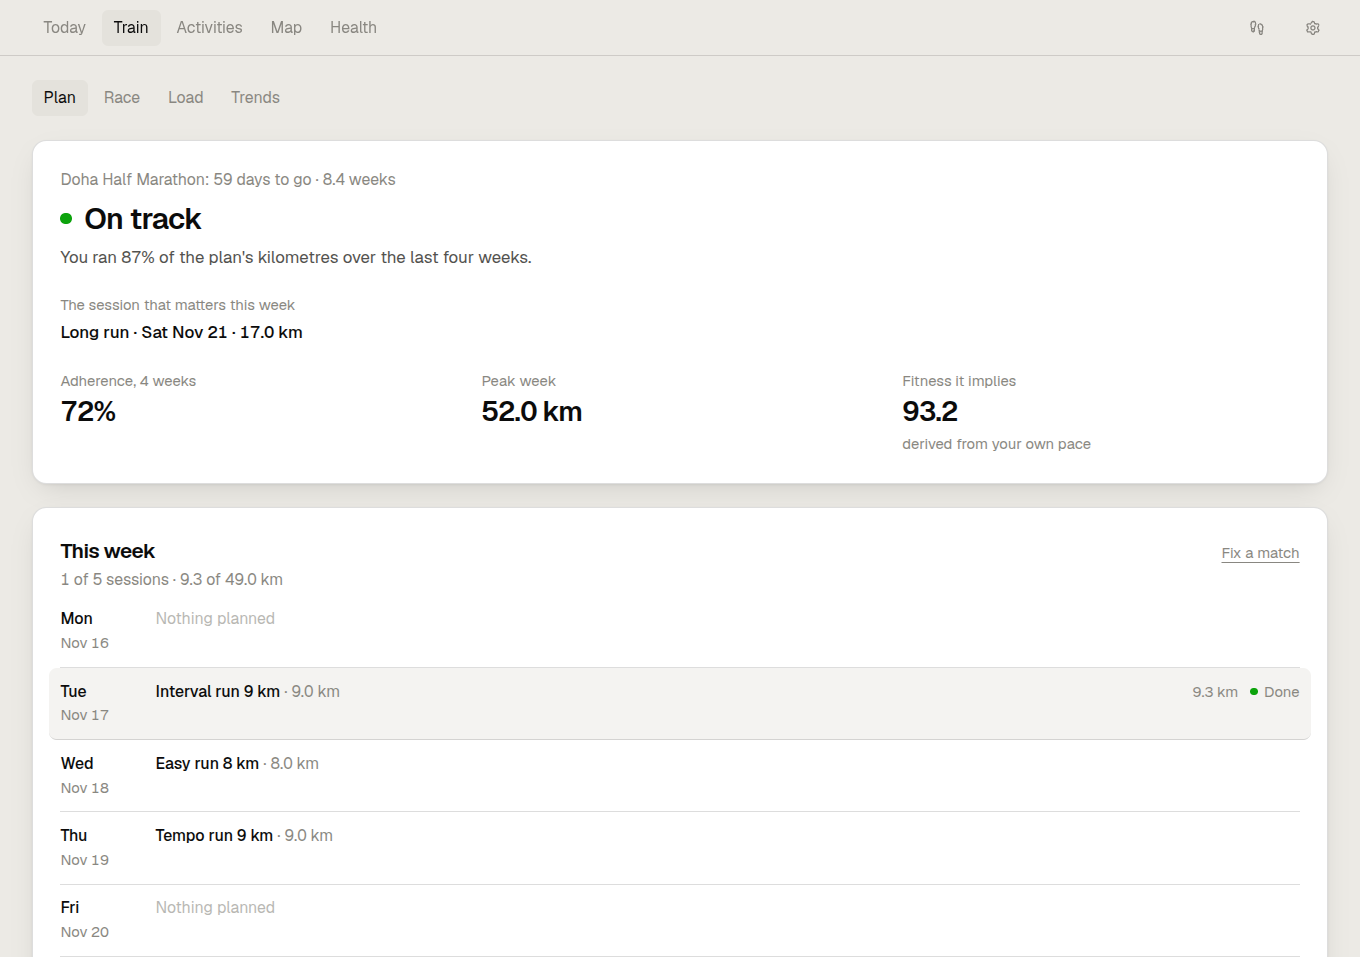 Today Train Activities Map Health
Plan Race Load Trends
Doha Half Marathon: 59 days to go · 8.4 weeks
On track
You ran 87% of the plan's kilometres over the last four weeks.
The session that matters this week
Long run · Sat Nov 21 · 17.0 km
Adherence, 4 weeks Peak week Fitness it implies
72% 52.0 km 93.2
derived from your own pace
This week Fix a match
1 of 5 sessions · 9.3 of 49.0 km
Mon Nothing planned
Nov 16
Tue Interval run 9 km · 9.0 km 9.3 km Done
Nov 17
Wed Easy run 8 km · 8.0 km
Nov 18
Thu Tempo run 9 km · 9.0 km
Nov 19
Fri Nothing planned
Nov 20